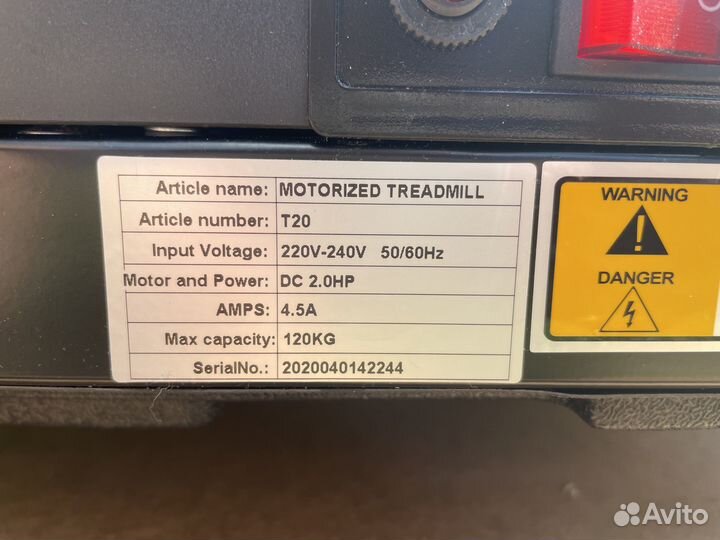 Article name: MOTORIZED TREADMILL
Article number: T20
Input Voltage: 220V-240V 50/60Hz
Motor and Power: DC 2.0HP
AMPS: 4.5A
Max capacity: 120KG
SerialNo.: 2020040142244
WARNING
DANGER
Avito